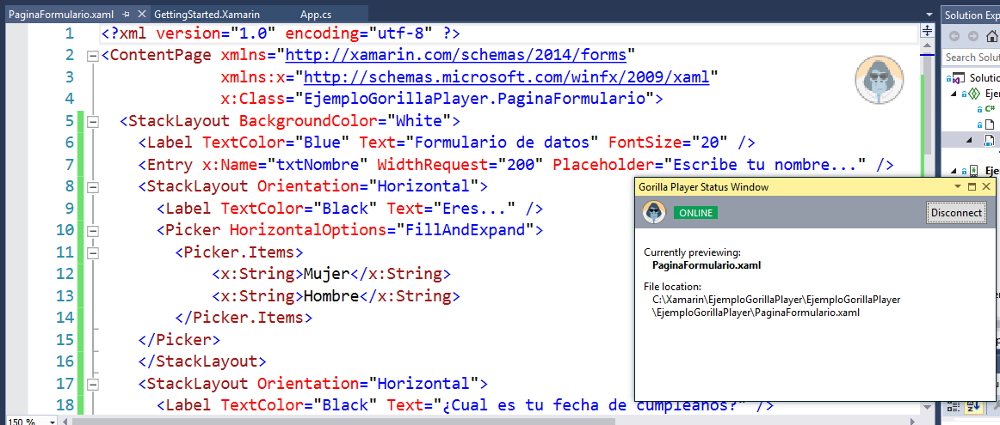 PaginaFormulario.xaml GettingStarted.Xamarin App.cs
Solution Exp
Search Solut
Solutio
Ejem
C#
Eje
1 <?xml version="1.0" encoding="utf-8" ?>
2 <ContentPage xmlns="http://xamarin.com/schemas/2014/forms"
3 xmlns:x="http://schemas.microsoft.com/winfx/2009/xaml"
4 x:Class="EjemploGorillaPlayer.PaginaFormulario">
5 <StackLayout BackgroundColor="White">
6 <Label TextColor="Blue" Text="Formulario de datos" FontSize="20" />
7 <Entry x:Name="txtNombre" WidthRequest="200" Placeholder="Escribe tu nombre..." />
8 <StackLayout Orientation="Horizontal">
9 <Label TextColor="Black" Text="Eres..." />
10 <Picker HorizontalOptions="FillAndExpand">
11 <Picker.Items>
12 <x:String>Mujer</x:String>
13 <x:String>Hombre</x:String>
14 </Picker.Items>
15 </Picker>
16 </StackLayout>
17 <StackLayout Orientation="Horizontal">
18 <Label TextColor="Black" Text="¿Cual es tu fecha de cumpleaños?" />
150 %
Gorilla Player Status Window
ONLINE Disconnect
Currently previewing:
PaginaFormulario.xaml
File location:
C:\Xamarin\EjemploGorillaPlayer\EjemploGorillaPlayer
\EjemploGorillaPlayer\PaginaFormulario.xaml